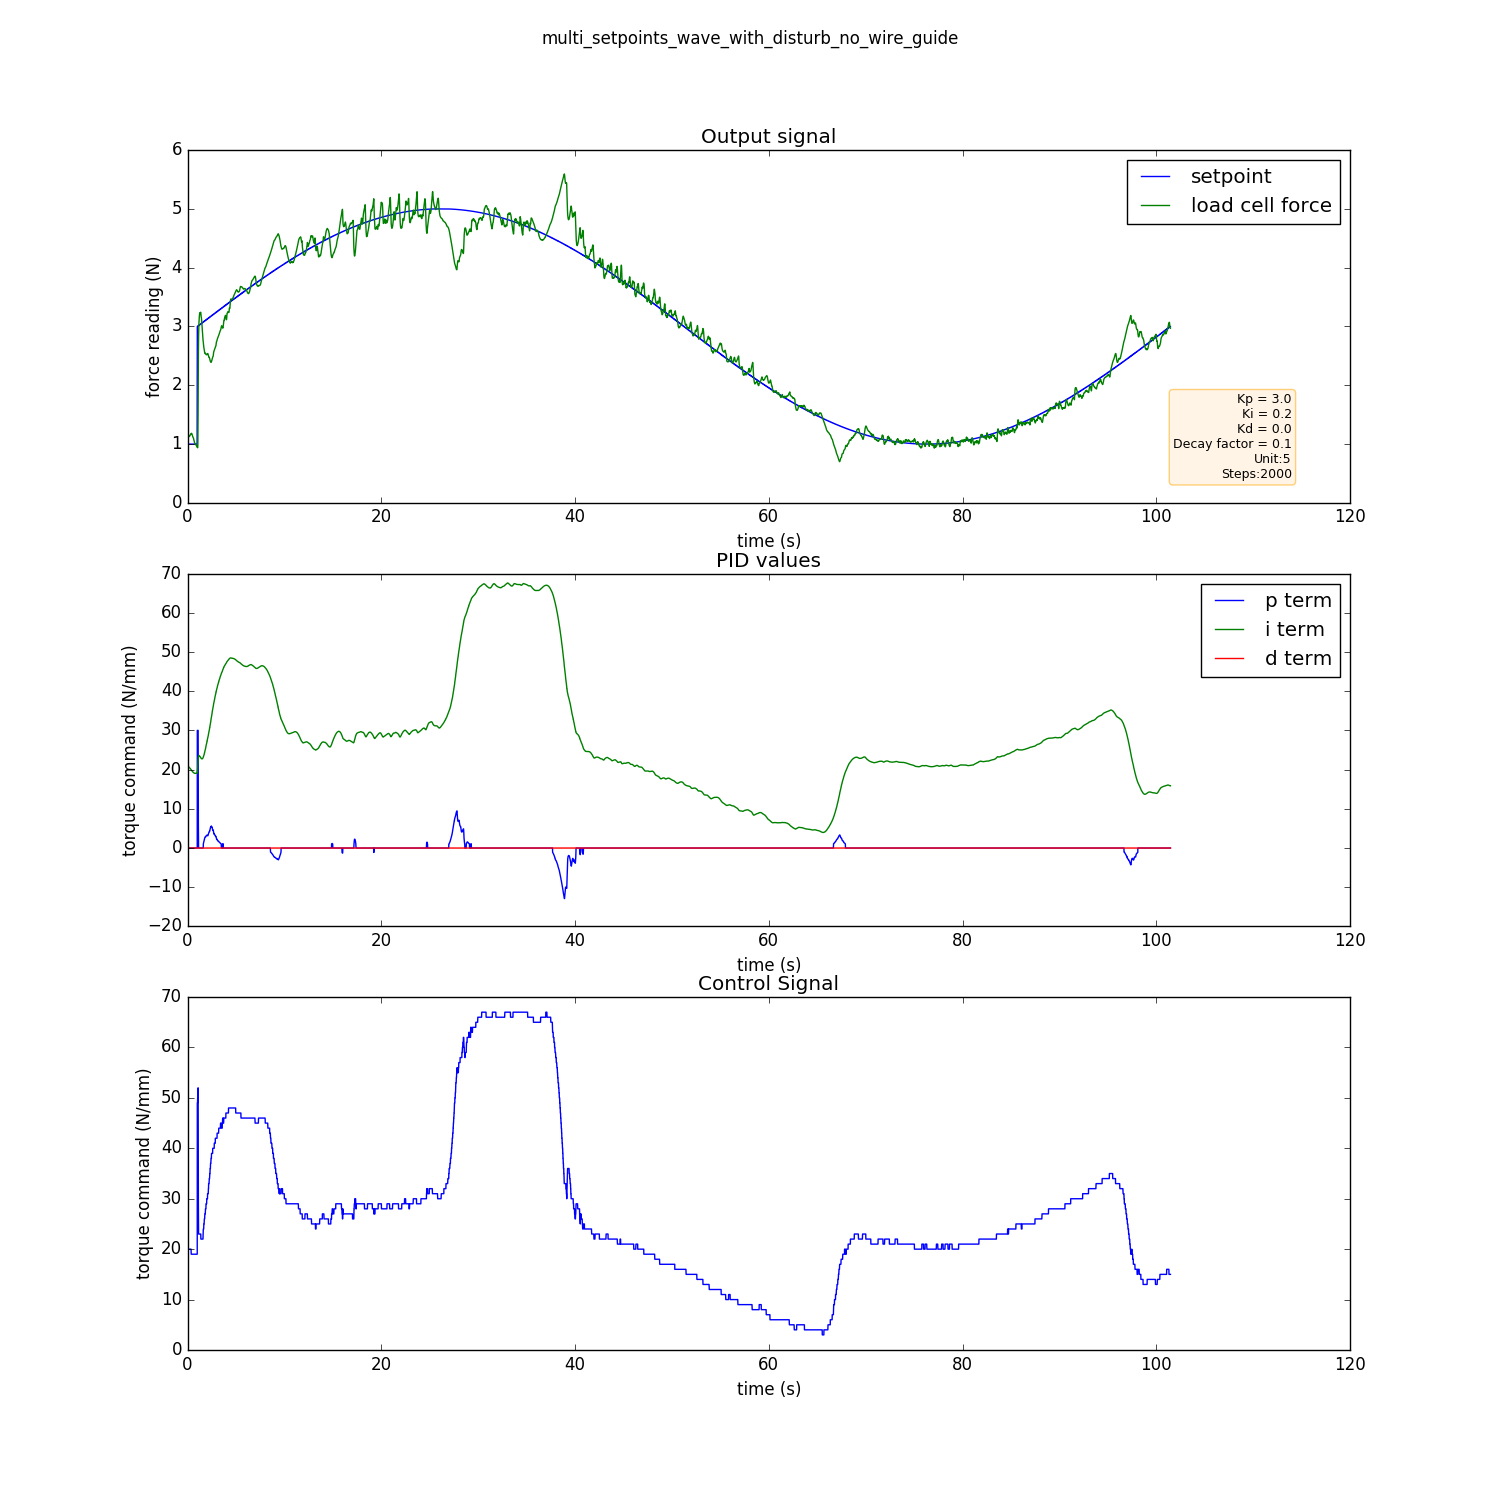 multi_setpoints_wave_with_disturb_no_wire_guide
Output signal
6
5
4
3
2
1
0
force reading (N)
setpoint
load cell force
Kp = 3.0
Ki = 0.2
Kd = 0.0
Decay factor = 0.1
Unit:5
Steps:2000
0 20 40 60 80 100 120
time (s)
PID values
70
60
50
40
30
20
10
0
−10
−20
torque command (N/mm)
p term
i term
d term
0 20 40 60 80 100 120
time (s)
Control Signal
70
60
50
40
30
20
10
0
torque command (N/mm)
0 20 40 60 80 100 120
time (s)